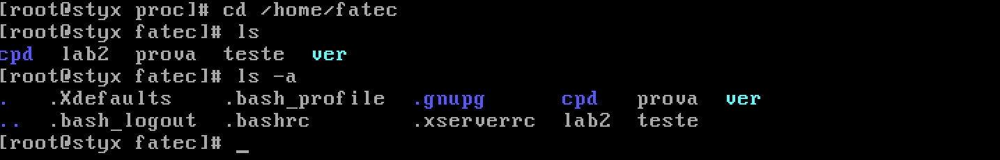 [root@styx proc]# cd /home/fatec
[root@styx fatec]# ls
cpd  lab2  prova  teste  ver
[root@styx fatec]# ls -a
.   .Xdefaults    .bash_profile  .gnupg      cpd   prova  ver
..  .bash_logout  .bashrc        .xserverrc  lab2  teste
[root@styx fatec]# _